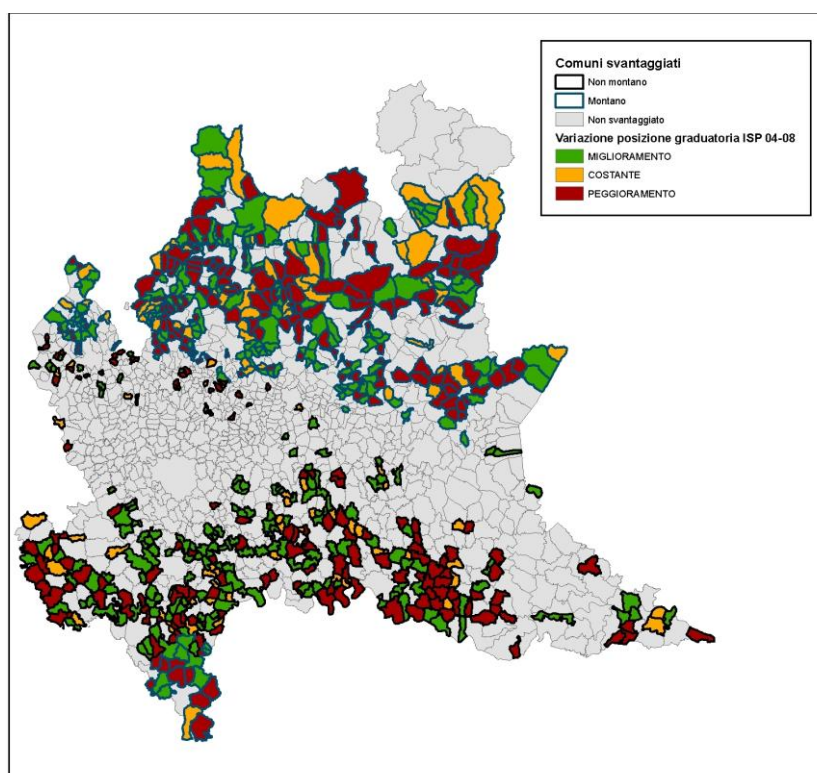 Comuni svantaggiati
Non montano
Montano
Non svantaggiato
Variazione posizione graduatoria ISP 04-08
MIGLIORAMENTO
COSTANTE
PEGGIORAMENTO